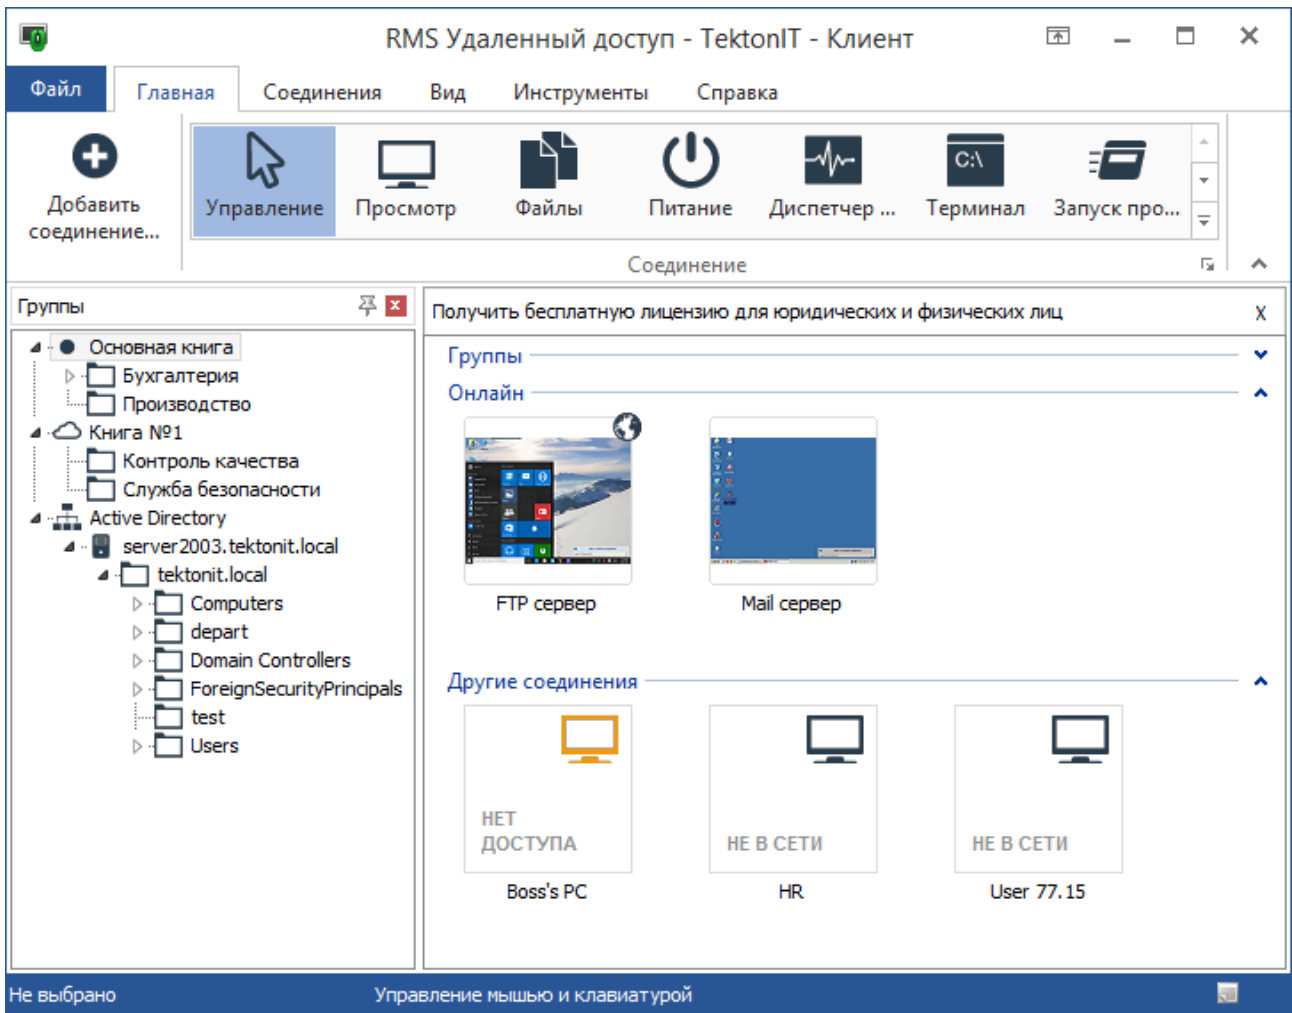 RMS Удаленный доступ - TektonIT - Клиент
Файл
Главная
Соединения
Вид
Инструменты
Справка
Добавить
соединение...
Управление
Просмотр
Файлы
Питание
Диспетчер ...
C:\
Терминал
Запуск про...
Соединение
Группы
Основная книга
Бухгалтерия
Производство
Книга №1
Контроль качества
Служба безопасности
Active Directory
server2003.tektonit.local
tektonit.local
Computers
depart
Domain Controllers
ForeignSecurityPrincipals
test
Users
Получить бесплатную лицензию для юридических и физических лиц
X
Группы
Онлайн
FTP сервер
Mail сервер
Другие соединения
НЕТ
ДОСТУПА
НЕ В СЕТИ
НЕ В СЕТИ
Boss's PC
HR
User 77.15
Не выбрано
Управление мышью и клавиатурой